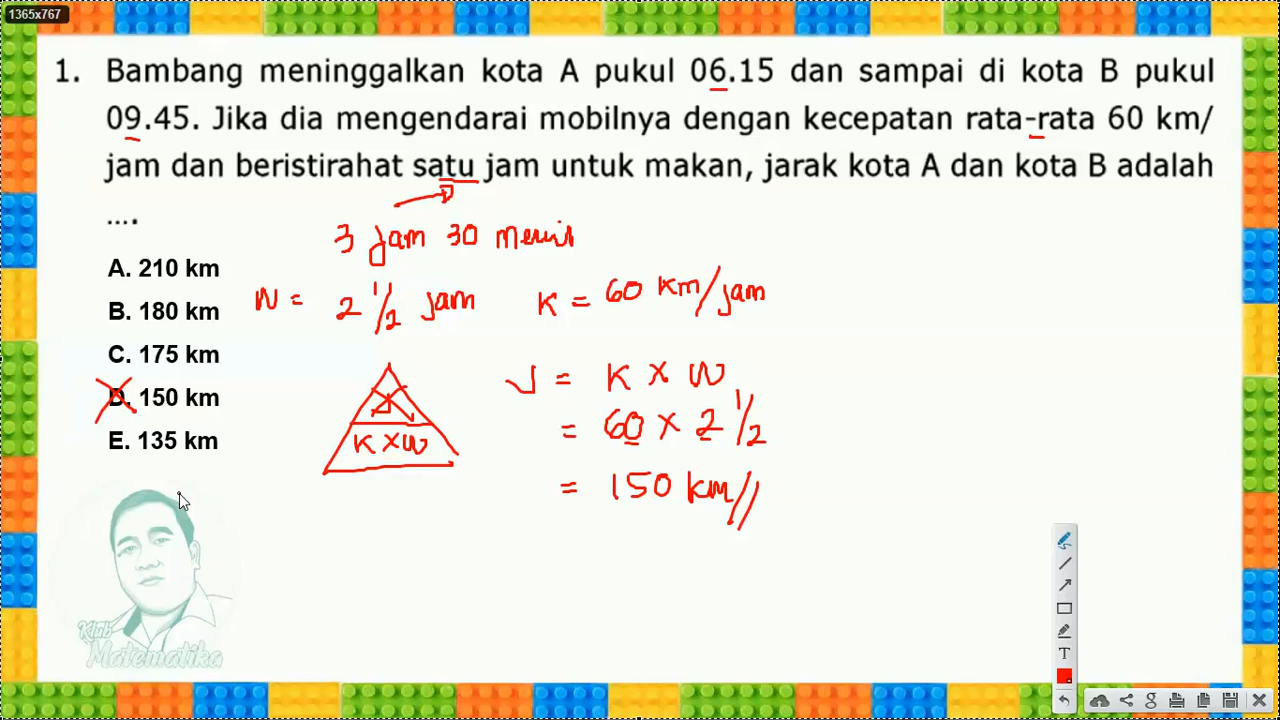 1365x767
1. Bambang meninggalkan kota A pukul 06.15 dan sampai di kota B pukul
09.45. Jika dia mengendarai mobilnya dengan kecepatan rata-rata 60 km/
jam dan beristirahat satu jam untuk makan, jarak kota A dan kota B adalah
....
3 jam 30 menit
A. 210 km
B. 180 km
W = 2 1/2 jam K = 60 km/jam
C. 175 km
J = K x W
D. 150 km
= 60 x 2 1/2
E. 135 km
J
K x W
= 150 km//
Klub
Matematika
T
g